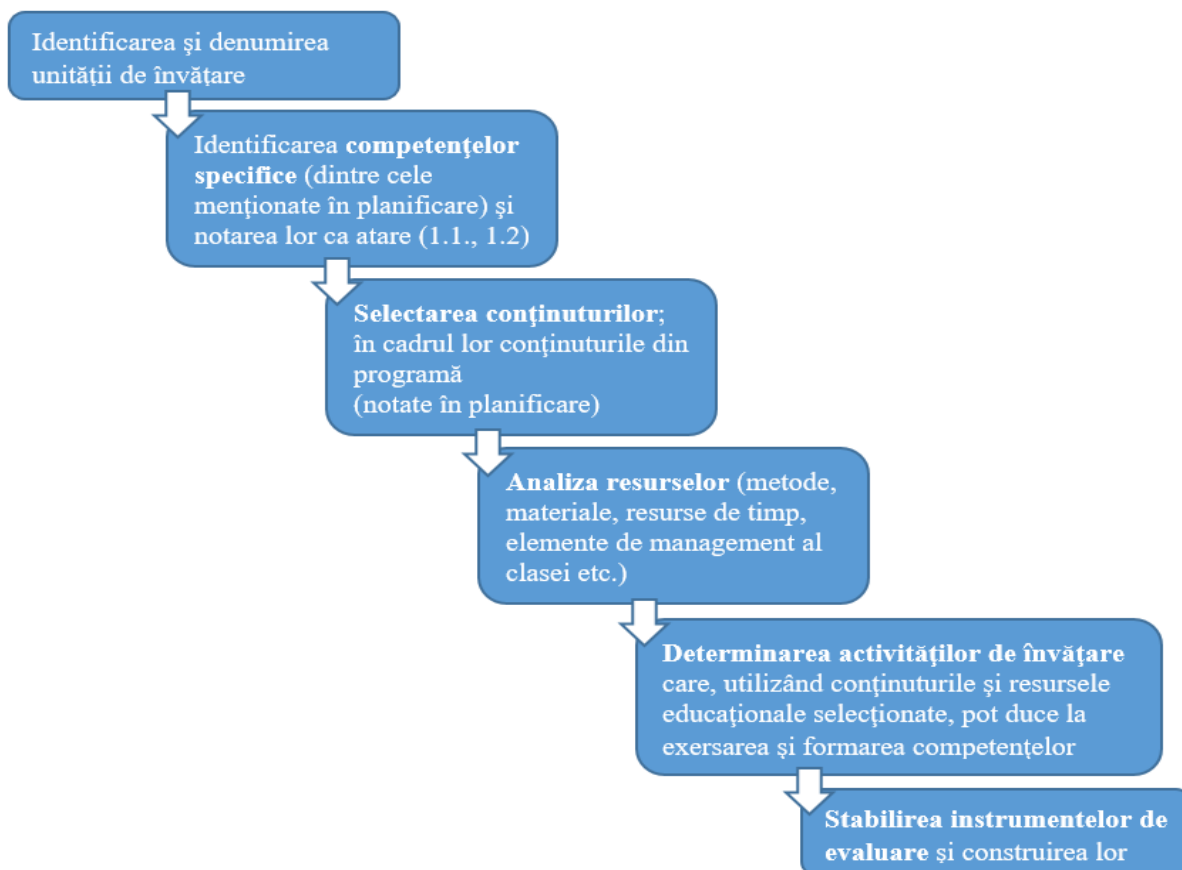 Identificarea şi denumirea
unităţii de învăţare
Identificarea competenţelor
specifice (dintre cele
menţionate în planificare) şi
notarea lor ca atare (1.1., 1.2)
Selectarea conţinuturilor;
în cadrul lor conţinuturile din
programă
(notate în planificare)
Analiza resurselor (metode,
materiale, resurse de timp,
elemente de management al
clasei etc.)
Determinarea activităţilor de învăţare
care, utilizând conţinuturile şi resursele
educaţionale selecţionate, pot duce la
exersarea şi formarea competenţelor
Stabilirea instrumentelor de
evaluare şi construirea lor